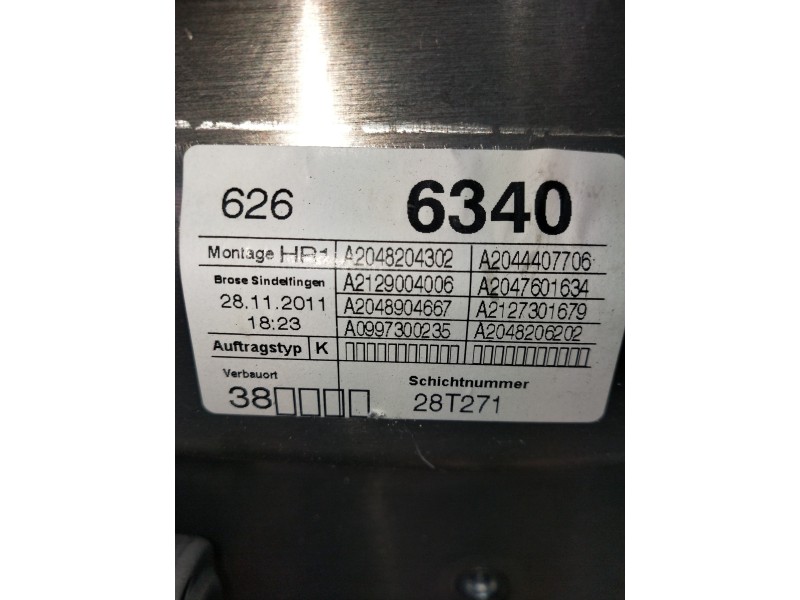 626 6340
Montage HR1 A2048204302 A2044407706
Brose Sindelfingen A2129004006 A2047601634
28.11.2011 A2048904667 A2127301679
18:23 A0997300235 A2048206202
Auftragstyp K
Verbauort Schichtnummer
38 28T271